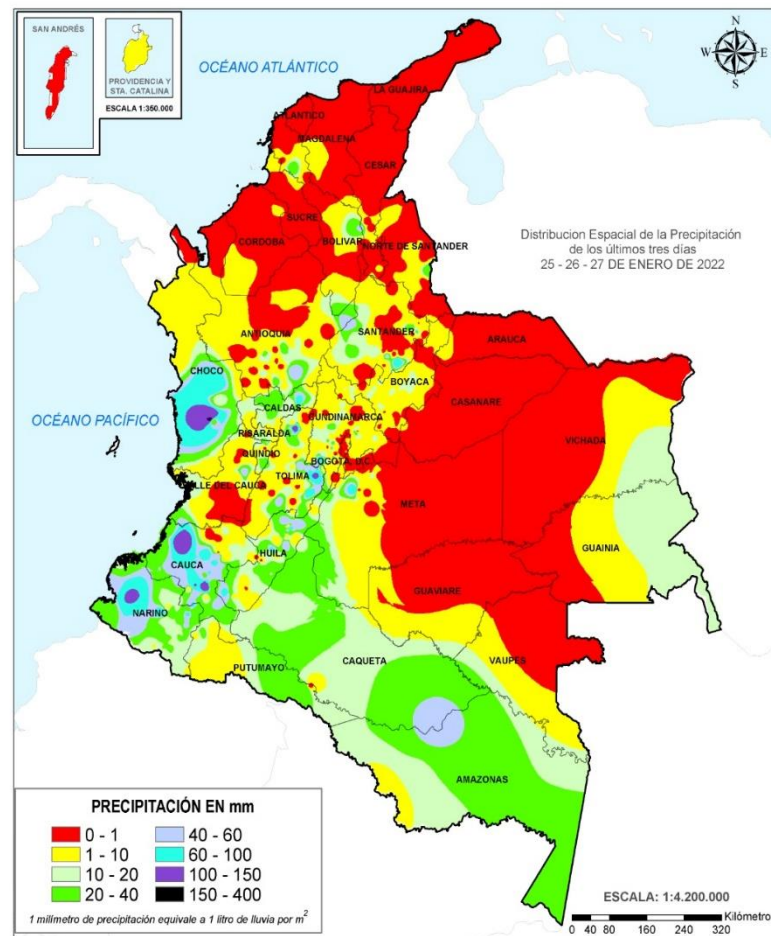 SAN ANDRÉS
PROVIDENCIA Y
STA. CATALINA
ESCALA 1:350.000
OCÉANO ATLÁNTICO
N
W E
S
LA GUAJIRA
ATLANTICO
MAGDALENA
CESAR
SUCRE
CORDOBA
BOLIVAR
NORTE DE SANTANDER
Distribucion Espacial de la Precipitación
de los últimos tres días
25 - 26 - 27 DE ENERO DE 2022
ANTIOQUIA
SANTANDER
ARAUCA
CHOCO
BOYACA
CASANARE
OCÉANO PACÍFICO
CALDAS
CUNDINAMARCA
RISARALDA
VICHADA
QUINDIO
BOGOTA, D.C.
TOLIMA
VALLE DEL CAUCA
META
GUAINIA
HUILA
CAUCA
GUAVIARE
NARINO
VAUPES
CAQUETA
PUTUMAYO
AMAZONAS
PRECIPITACIÓN EN mm
0 - 1 40 - 60
1 - 10 60 - 100
10 - 20 100 - 150
20 - 40 150 - 400
1 milímetro de precipitación equivale a 1 litro de lluvia por m2
ESCALA: 1:4.200.000
Kilómetro
0 40 80 160 240 320